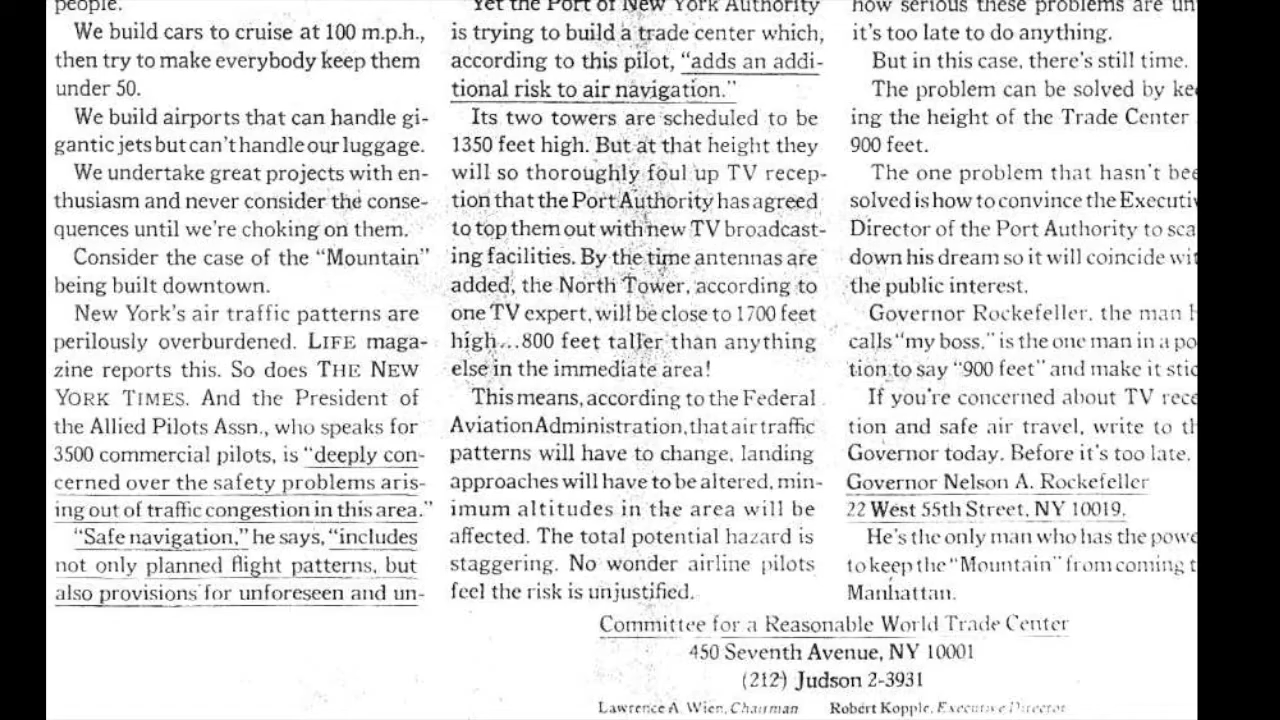 people.
We build cars to cruise at 100 m.p.h.,
then try to make everybody keep them
under 50.
We build airports that can handle gi-
gantic jets but can't handle our luggage.
We undertake great projects with en-
thusiasm and never consider the conse-
quences until we're choking on them.
Consider the case of the "Mountain"
being built downtown.
New York's air traffic patterns are
perilously overburdened. LIFE maga-
zine reports this. So does THE NEW
YORK TIMES. And the President of
the Allied Pilots Assn., who speaks for
3500 commercial pilots, is "deeply con-
cerned over the safety problems aris-
ing out of traffic congestion in this area."
"Safe navigation," he says, "includes
not only planned flight patterns, but
also provisions for unforeseen and un-
Yet the Port of New York Authority
is trying to build a trade center which,
according to this pilot, "adds an addi-
tional risk to air navigation."
Its two towers are scheduled to be
1350 feet high. But at that height they
will so thoroughly foul up TV recep-
tion that the Port Authority has agreed
to top them out with new TV broadcast-
ing facilities. By the time antennas are
added, the North Tower, according to
one TV expert, will be close to 1700 feet
high...800 feet taller than anything
else in the immediate area!
This means, according to the Federal
Aviation Administration, that air traffic
patterns will have to change, landing
approaches will have to be altered, min-
imum altitudes in the area will be
affected. The total potential hazard is
staggering. No wonder airline pilots
feel the risk is unjustified.
how serious these problems are un
it's too late to do anything.
But in this case, there's still time.
The problem can be solved by kee
ing the height of the Trade Center
900 feet.
The one problem that hasn't bee
solved is how to convince the Executiv
Director of the Port Authority to sca
down his dream so it will coincide wit
the public interest.
Governor Rockefeller, the man h
calls "my boss," is the one man in a po
tion to say "900 feet" and make it stic
If you're concerned about TV rece
tion and safe air travel, write to th
Governor today. Before it's too late.
Governor Nelson A. Rockefeller
22 West 55th Street, NY 10019.
He's the only man who has the powe
to keep the "Mountain" from coming t
Manhattan.
Committee for a Reasonable World Trade Center
450 Seventh Avenue, NY 10001
(212) Judson 2-3931
Lawrence A. Wien, Chairman Robert Kopple, Executive Director